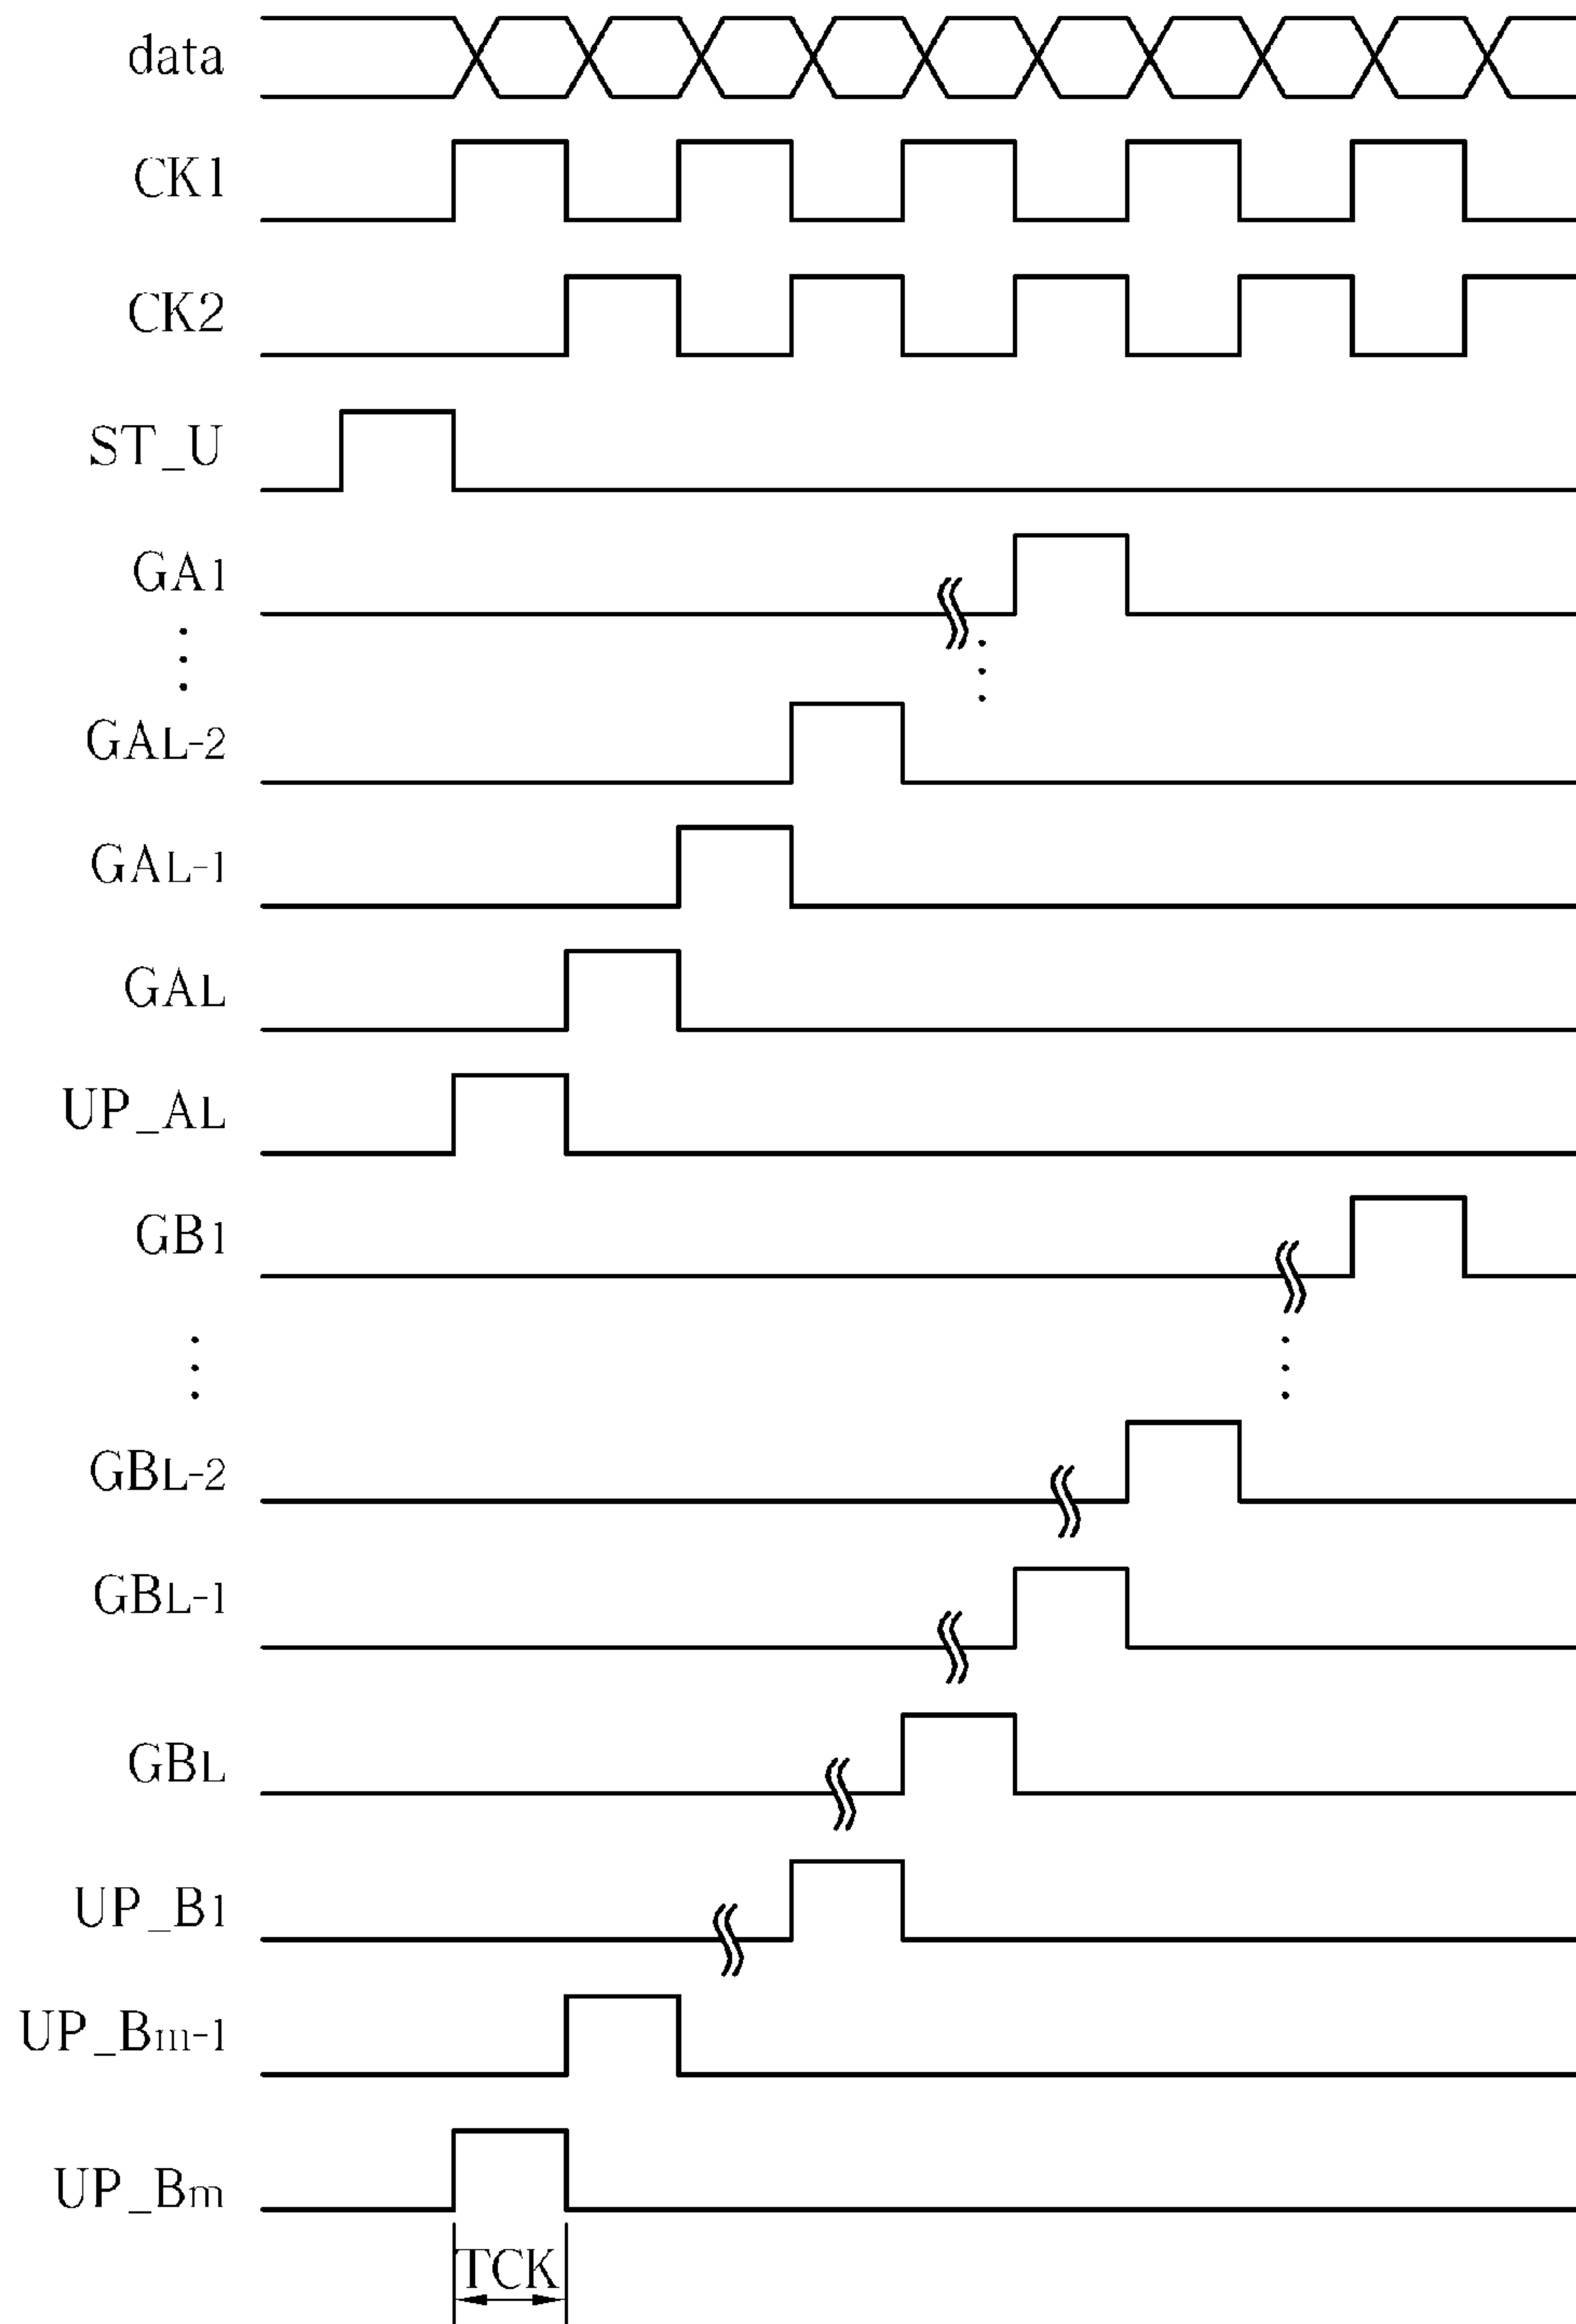 data
CK1
CK2
ST_U
GA1
GAL-2
GAL-1
GAL
UP_AL
GB1
GBL-2
GBL-1
GBL
UP_B1
UP_Bm-1
UP_Bm
TCK